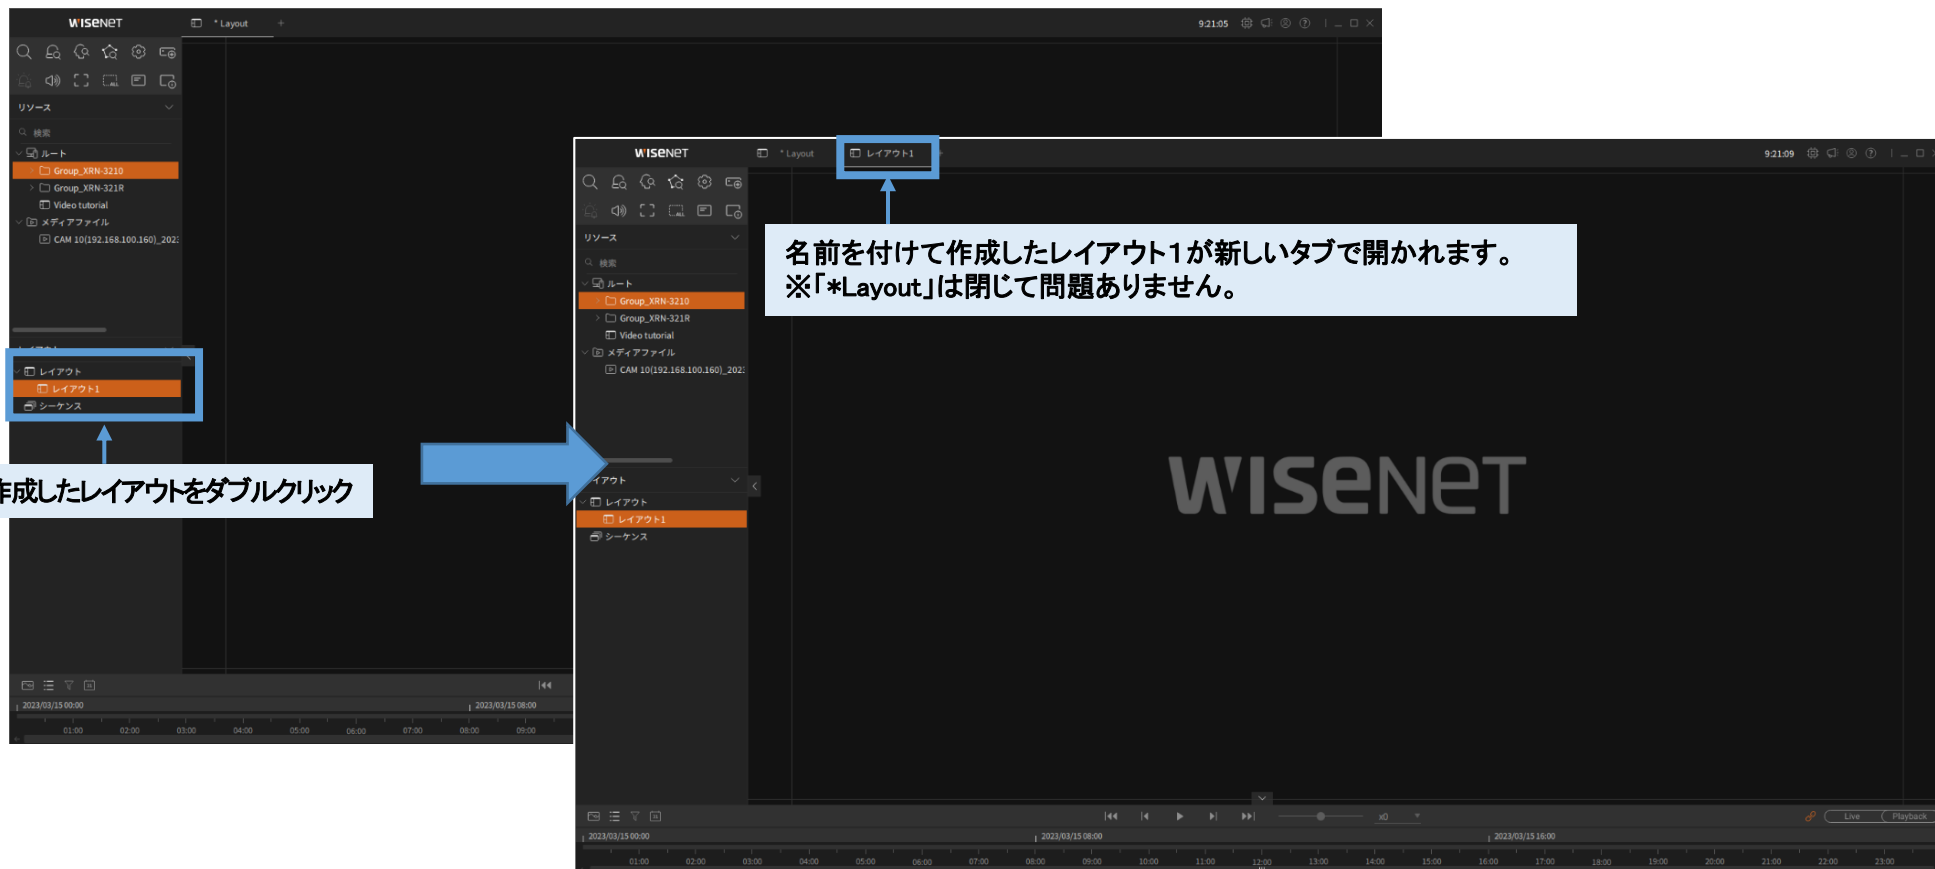 WISENET
* Layout
+
9:21:05
リソース
検索
ルート
Group_XRN-3210
Group_XRN-321R
Video tutorial
メディアファイル
CAM 10(192.168.100.160)_202
レイアウト
レイアウト1
シーケンス
成したレイアウトをダブルクリック
2023/03/15 00:00
2023/03/15 08:00
01:00 02:00 03:00 04:00 05:00 06:00 07:00 08:00 09:00
WISENET
* Layout
レイアウト1
9:21:09
名前を付けて作成したレイアウト１が新しいタブで開かれます。
※「*Layout」は閉じて問題ありません。
リソース
検索
ルート
Group_XRN-3210
Group_XRN-321R
Video tutorial
メディアファイル
CAM 10(192.168.100.160)_202
イアウト
レイアウト
レイアウト1
シーケンス
WISENET
x0
Live
Playback
2023/03/15 00:00
2023/03/15 08:00
2023/03/15 16:00
01:00 02:00 03:00 04:00 05:00 06:00 07:00 08:00 09:00 10:00 11:00 12:00 13:00 14:00 15:00 16:00 17:00 18:00 19:00 20:00 21:00 22:00 23:00